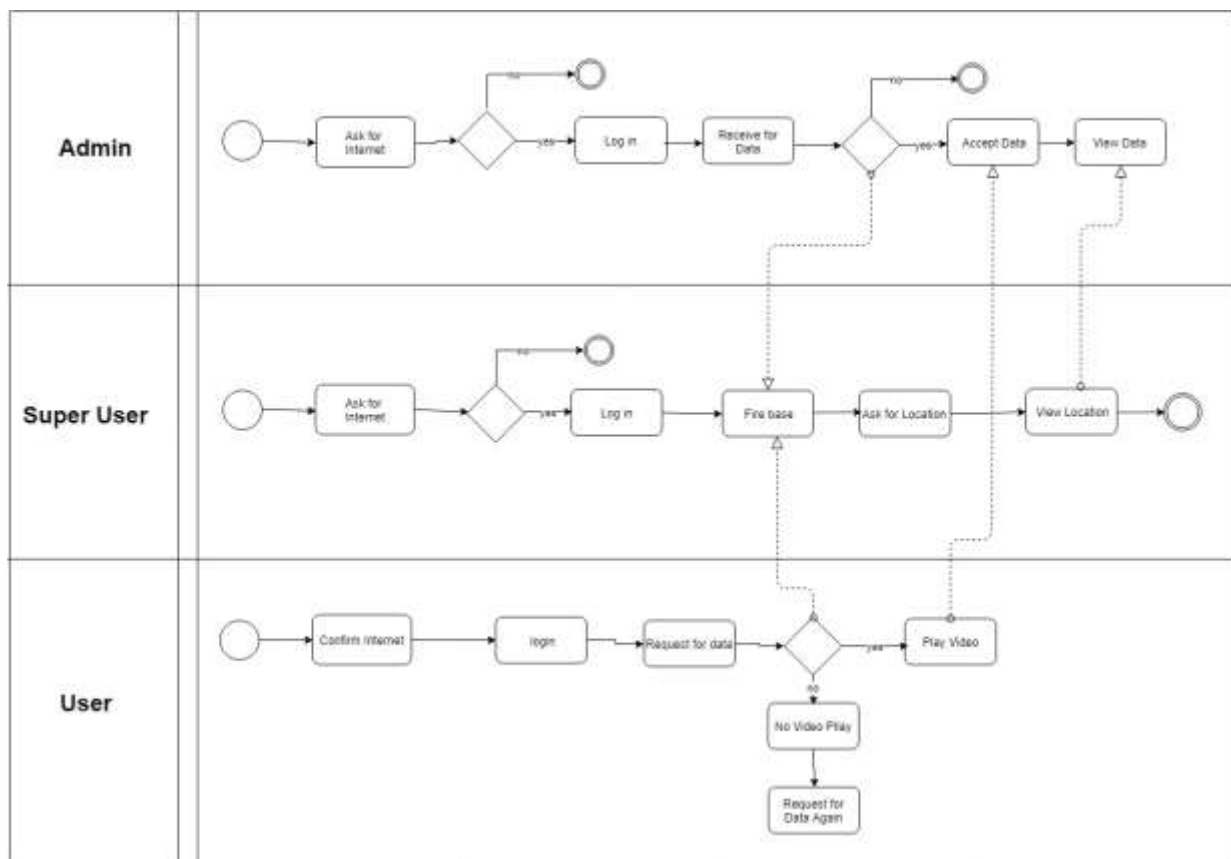 Admin
Ask for
Internet
no
yes
Log in
Receive for
Data
no
yes
Accept Data
View Data
Super User
Ask for
Internet
no
yes
Log in
Fire base
Ask for Location
View Location
User
Confirm Internet
login
Request for data
yes
Play Video
no
No Video Pllay
Request for
Data Again